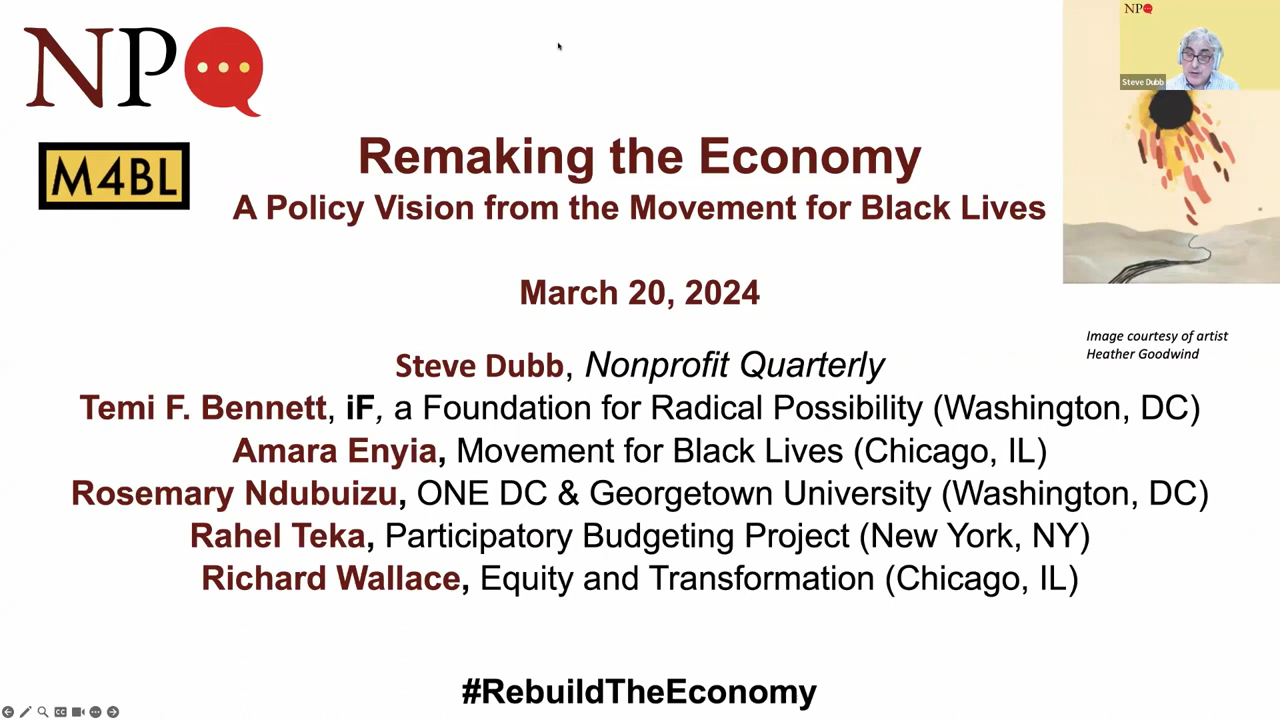 NPQ
NPQ
Steve Dubb
M4BL
Remaking the Economy
A Policy Vision from the Movement for Black Lives
March 20, 2024
Image courtesy of artist
Heather Goodwind
Steve Dubb, Nonprofit Quarterly
Temi F. Bennett, iF, a Foundation for Radical Possibility (Washington, DC)
Amara Enyia, Movement for Black Lives (Chicago, IL)
Rosemary Ndubuizu, ONE DC & Georgetown University (Washington, DC)
Rahel Teka, Participatory Budgeting Project (New York, NY)
Richard Wallace, Equity and Transformation (Chicago, IL)
#RebuildTheEconomy
CC